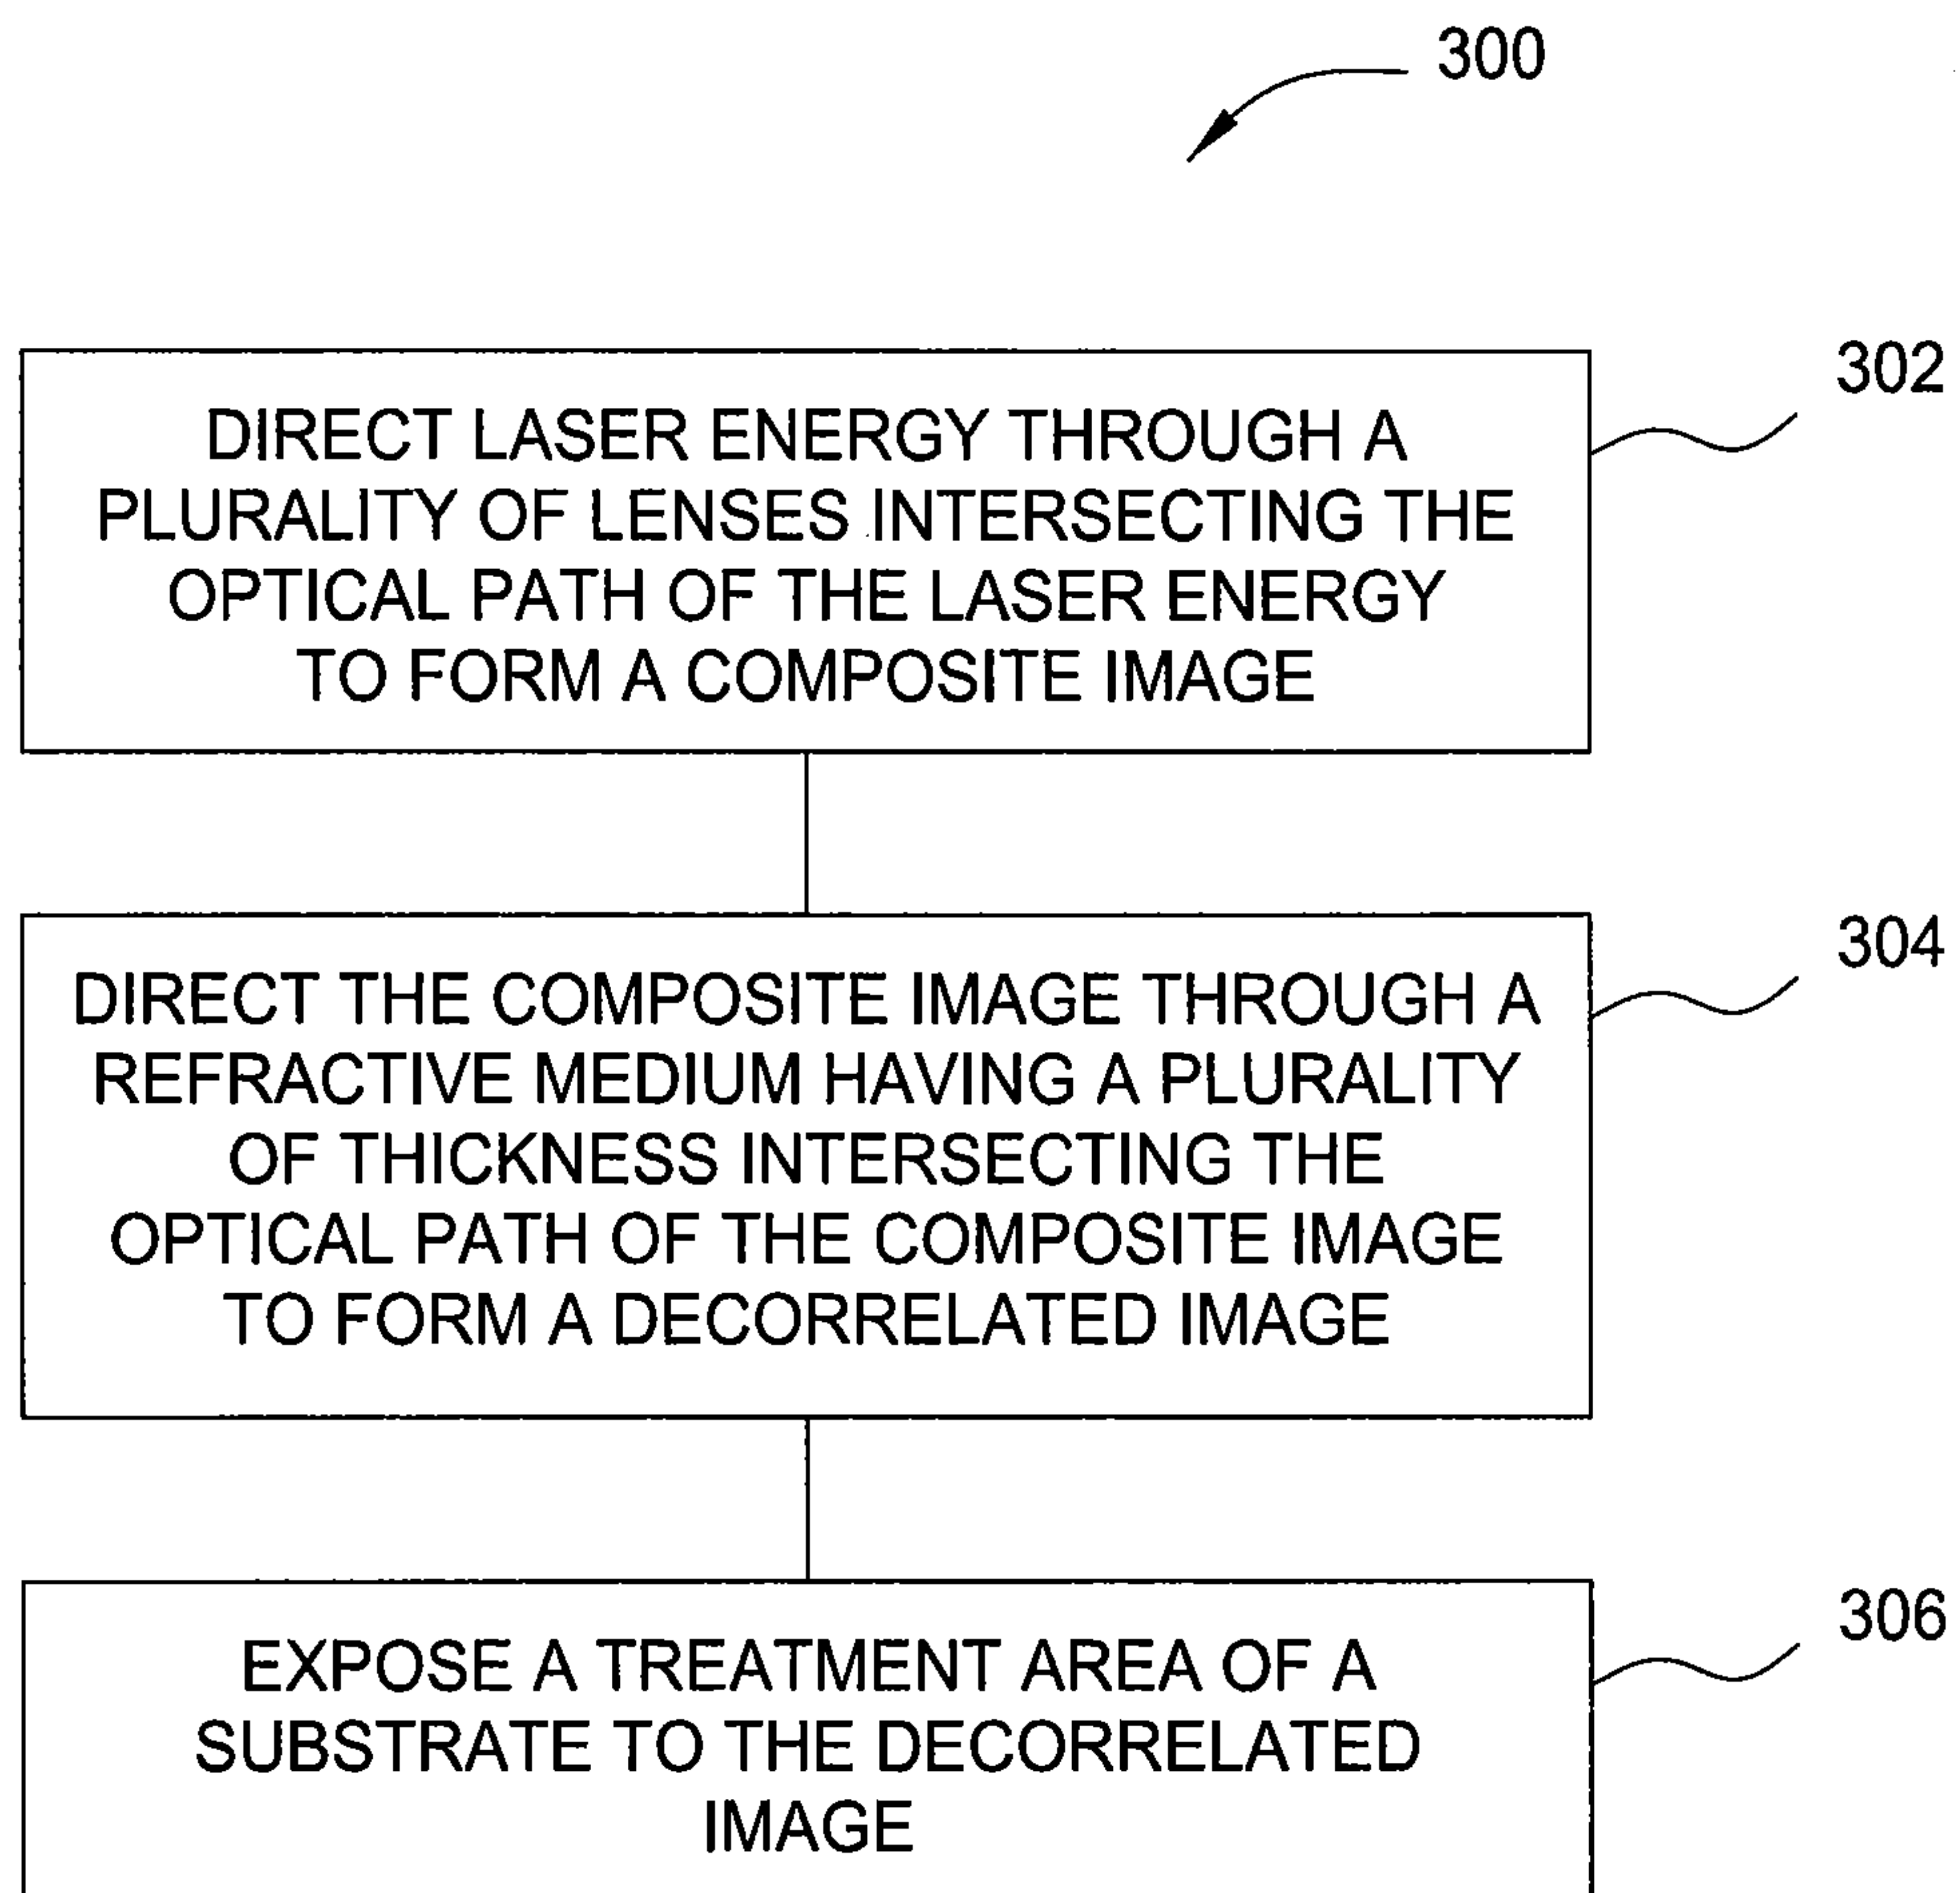 300
302
DIRECT LASER ENERGY THROUGH A
PLURALITY OF LENSES INTERSECTING THE
OPTICAL PATH OF THE LASER ENERGY
TO FORM A COMPOSITE IMAGE
304
DIRECT THE COMPOSITE IMAGE THROUGH A
REFRACTIVE MEDIUM HAVING A PLURALITY
OF THICKNESS INTERSECTING THE
OPTICAL PATH OF THE COMPOSITE IMAGE
TO FORM A DECORRELATED IMAGE
306
EXPOSE A TREATMENT AREA OF A
SUBSTRATE TO THE DECORRELATED
IMAGE